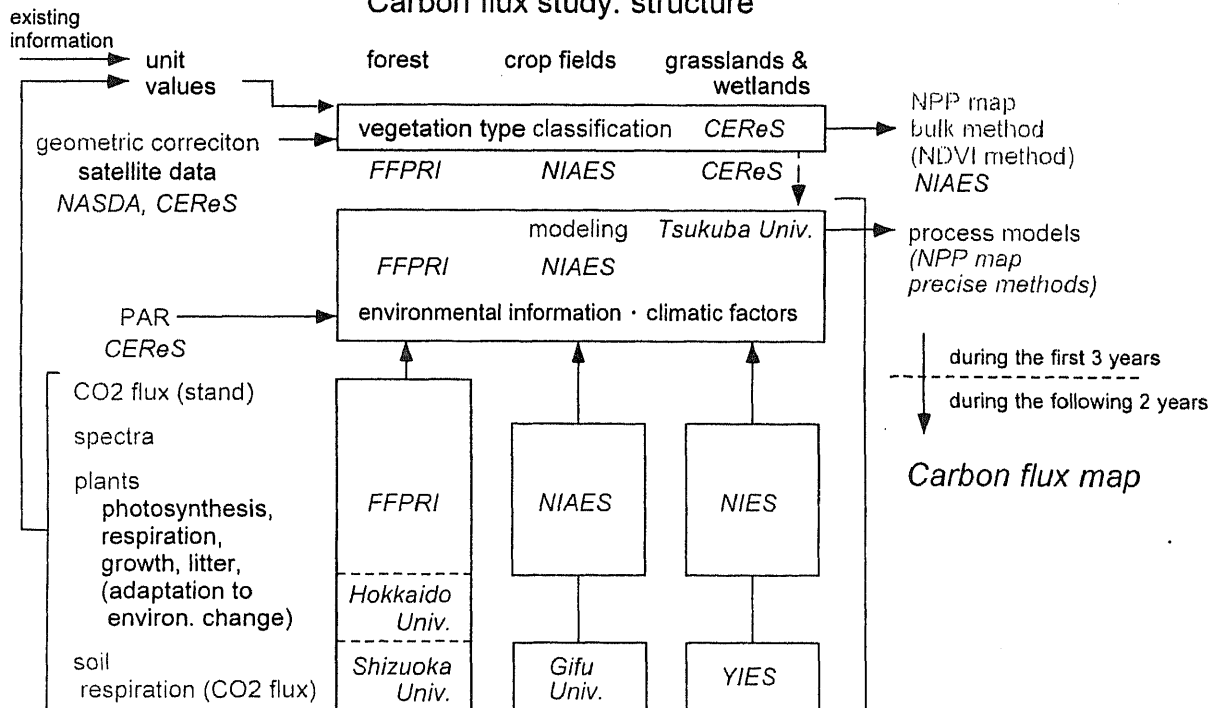 Carbon flux study: structure
existing
information
unit
values
forest
crop fields
grasslands &
wetlands
geometric correciton
satellite data
NASDA, CEReS
vegetation type classification CEReS
FFPRI NIAES CEReS
NPP map
bulk method
(NDVI method)
NIAES
modeling Tsukuba Univ.
FFPRI NIAES
environmental information · climatic factors
process models
(NPP map
precise methods)
PAR
CEReS
during the first 3 years
during the following 2 years
Carbon flux map
CO2 flux (stand)
spectra
plants
photosynthesis,
respiration,
growth, litter,
(adaptation to
environ. change)
soil
respiration (CO2 flux)
FFPRI
NIAES
NIES
Hokkaido
Univ.
Shizuoka
Univ.
Gifu
Univ.
YIES